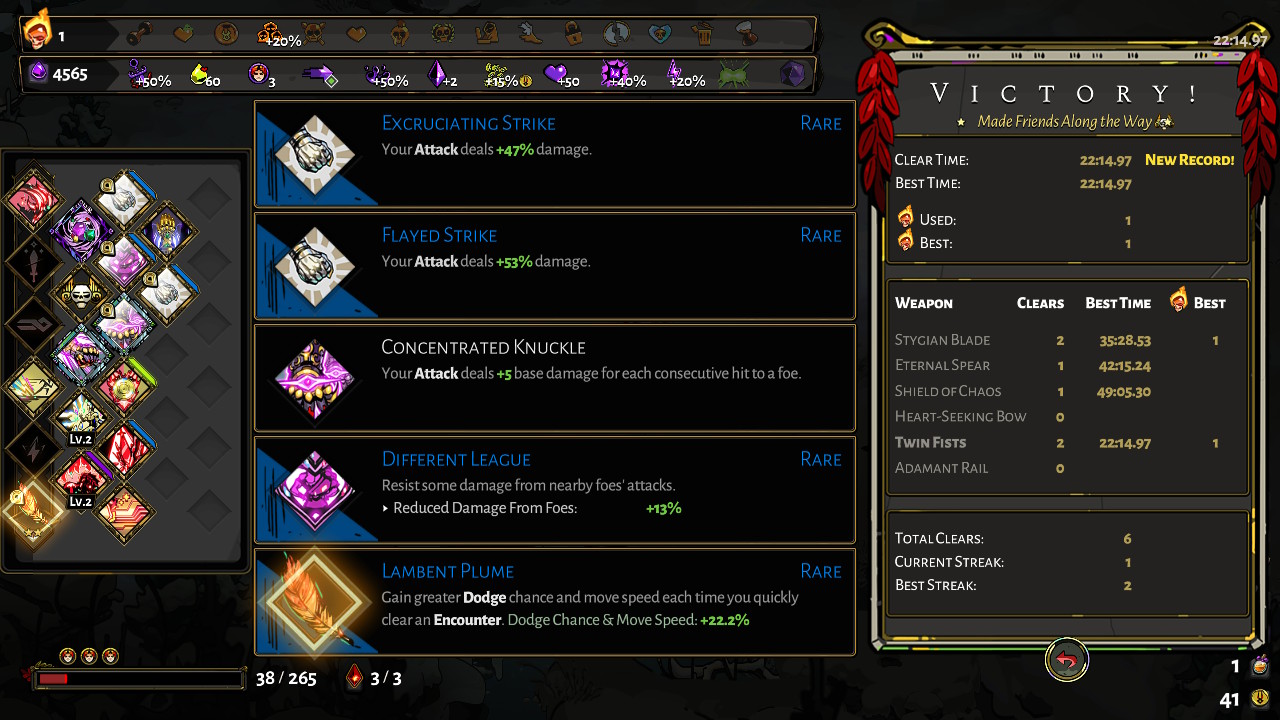 1
+20%
4565
+50%
60
3
+50%
+2
+15%
+50
+40%
+20%
22:14.97
EXCRUCIATING STRIKE RARE
Your Attack deals +47% damage.
FLAYED STRIKE RARE
Your Attack deals +53% damage.
CONCENTRATED KNUCKLE
Your Attack deals +5 base damage for each consecutive hit to a foe.
DIFFERENT LEAGUE RARE
Resist some damage from nearby foes' attacks.
Reduced Damage From Foes: +13%
LAMBENT PLUME RARE
Gain greater Dodge chance and move speed each time you quickly
clear an Encounter. Dodge Chance & Move Speed: +22.2%
Lv.2
Lv.2
38 / 265
3 / 3
VICTORY!
Made Friends Along the Way
CLEAR TIME: 22:14.97 NEW RECORD!
BEST TIME: 22:14.97
USED: 1
BEST: 1
WEAPON CLEARS BEST TIME BEST
STYGIAN BLADE 2 35:28.53 1
ETERNAL SPEAR 1 42:15.24
SHIELD OF CHAOS 1 49:05.30
HEART-SEEKING BOW 0
TWIN FISTS 2 22:14.97 1
ADAMANT RAIL 0
TOTAL CLEARS: 6
CURRENT STREAK: 1
BEST STREAK: 2
1
41